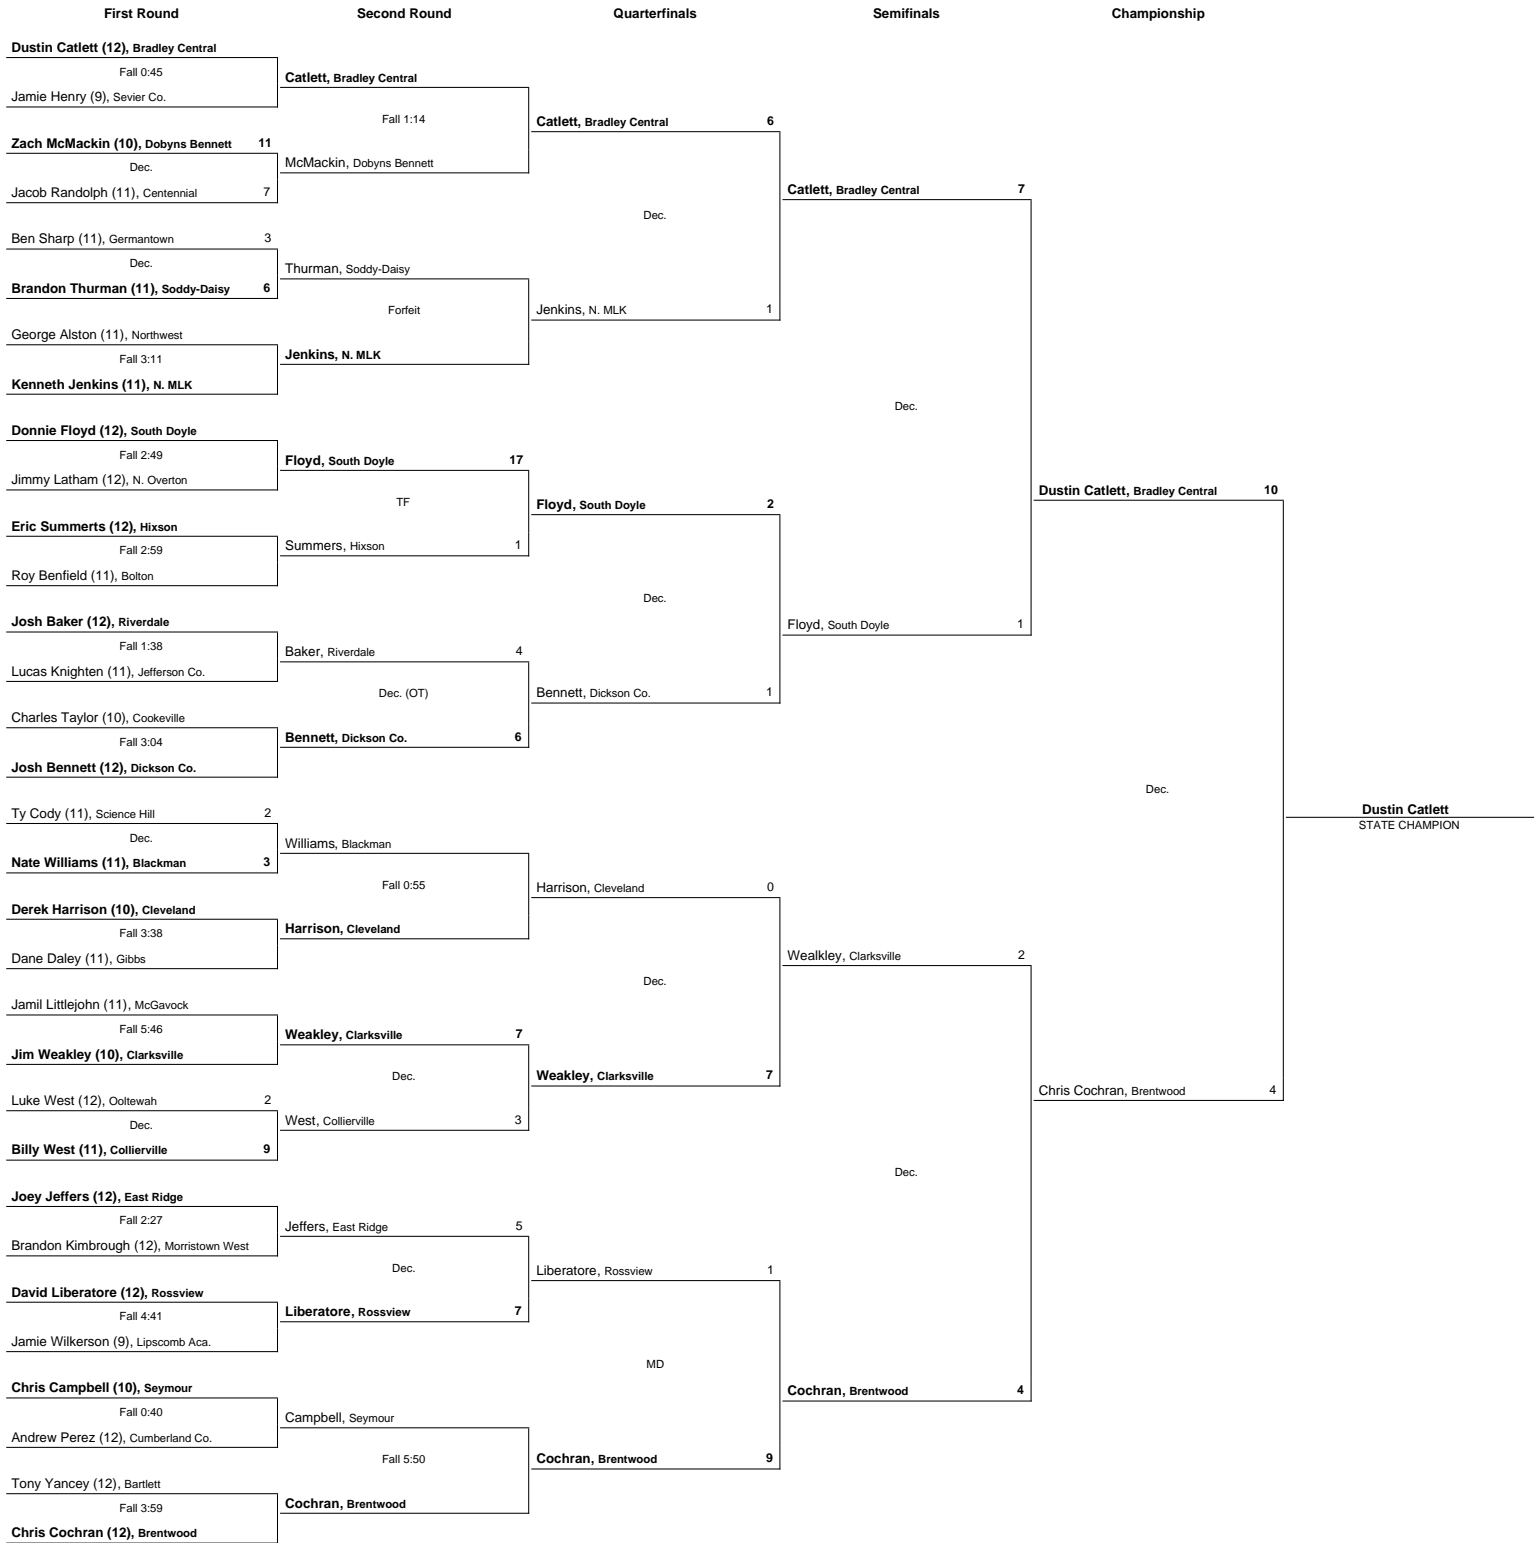 First Round
Second Round
Quarterfinals
Semifinals
Championship
Dustin Catlett (12), Bradley Central
Fall 0:45
Jamie Henry (9), Sevier Co.
Zach McMackin (10), Dobyns Bennett 11
Dec.
Jacob Randolph (11), Centennial 7
Ben Sharp (11), Germantown 3
Dec.
Brandon Thurman (11), Soddy-Daisy 6
George Alston (11), Northwest
Fall 3:11
Kenneth Jenkins (11), N. MLK
Donnie Floyd (12), South Doyle
Fall 2:49
Jimmy Latham (12), N. Overton
Eric Summerts (12), Hixson
Fall 2:59
Roy Benfield (11), Bolton
Josh Baker (12), Riverdale
Fall 1:38
Lucas Knighten (11), Jefferson Co.
Charles Taylor (10), Cookeville
Fall 3:04
Josh Bennett (12), Dickson Co.
Ty Cody (11), Science Hill 2
Dec.
Nate Williams (11), Blackman 3
Derek Harrison (10), Cleveland
Fall 3:38
Dane Daley (11), Gibbs
Jamil Littlejohn (11), McGavock
Fall 5:46
Jim Weakley (10), Clarksville
Luke West (12), Ooltewah 2
Dec.
Billy West (11), Collierville 9
Joey Jeffers (12), East Ridge
Fall 2:27
Brandon Kimbrough (12), Morristown West
David Liberatore (12), Rossview
Fall 4:41
Jamie Wilkerson (9), Lipscomb Aca.
Chris Campbell (10), Seymour
Fall 0:40
Andrew Perez (12), Cumberland Co.
Tony Yancey (12), Bartlett
Fall 3:59
Chris Cochran (12), Brentwood
Catlett, Bradley Central
Fall 1:14
McMackin, Dobyns Bennett
Thurman, Soddy-Daisy
Forfeit
Jenkins, N. MLK
Floyd, South Doyle 17
TF
Summers, Hixson 1
Baker, Riverdale 4
Dec. (OT)
Bennett, Dickson Co. 6
Williams, Blackman
Fall 0:55
Harrison, Cleveland
Weakley, Clarksville 7
Dec.
West, Collierville 3
Jeffers, East Ridge 5
Dec.
Liberatore, Rossview 7
Campbell, Seymour
Fall 5:50
Cochran, Brentwood
Catlett, Bradley Central 6
Dec.
Jenkins, N. MLK 1
Floyd, South Doyle 2
Dec.
Bennett, Dickson Co. 1
Harrison, Cleveland 0
Dec.
Weakley, Clarksville 7
Liberatore, Rossview 1
MD
Cochran, Brentwood 9
Catlett, Bradley Central 7
Dec.
Floyd, South Doyle 1
Wealkley, Clarksville 2
Dec.
Cochran, Brentwood 4
Dustin Catlett, Bradley Central 10
Dec.
Chris Cochran, Brentwood 4
Dustin Catlett
STATE CHAMPION